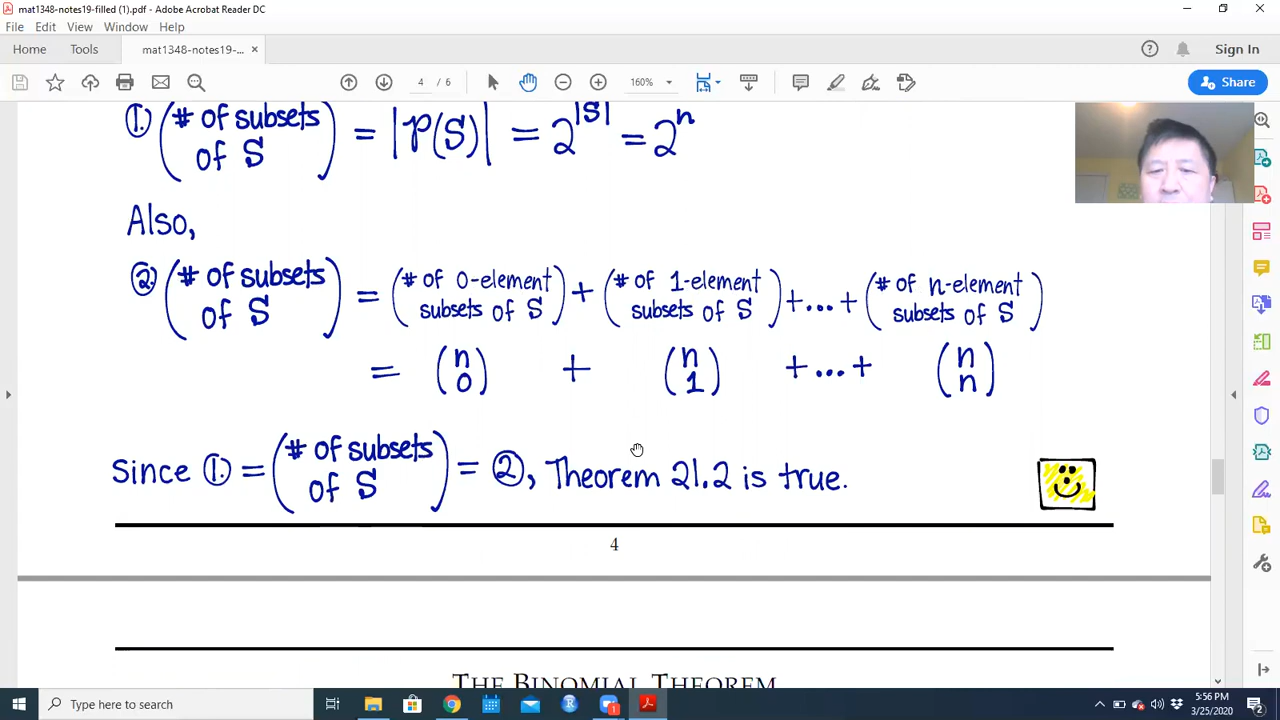 mat1348-notes19-filled (1).pdf - Adobe Acrobat Reader DC
File Edit View Window Help
Home Tools mat1348-notes19-... × Sign In
4 / 6 160% Share
①. (# of subsets of S) = |P(S)| = 2^|S| = 2^n
Also,
②. (# of subsets of S) = (# of 0-element subsets of S) + (# of 1-element subsets of S) + ... + (# of n-element subsets of S)
= (n 0) + (n 1) + ... + (n n)
Since ①. = (# of subsets of S) = ②, Theorem 21.2 is true.
4
THE BINOMIAL THEOREM
Type here to search
5:56 PM
3/25/2020